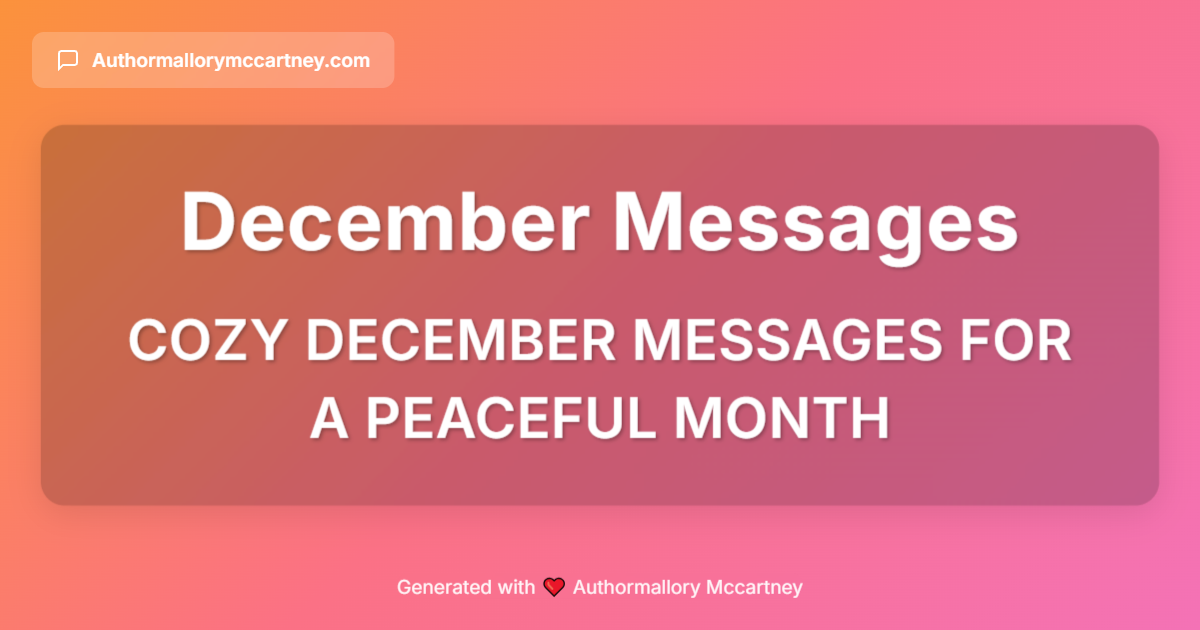 Authormallorymccartney.com
December Messages
COZY DECEMBER MESSAGES FOR
A PEACEFUL MONTH
Generated with ❤️ Authormallory Mccartney